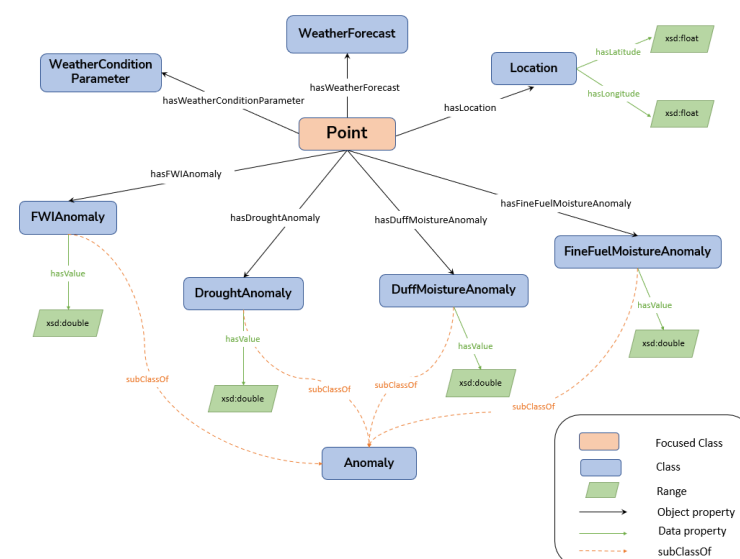 WeatherForecast
WeatherCondition
Parameter
Location
xsd:float
hasLatitude
hasLongitude
xsd:float
hasWeatherForecast
hasWeatherConditionParameter
hasLocation
Point
hasFWIAnomaly
hasDroughtAnomaly
hasDuffMoistureAnomaly
hasFineFuelMoistureAnomaly
FWIAnomaly
DroughtAnomaly
DuffMoistureAnomaly
FineFuelMoistureAnomaly
hasValue
hasValue
hasValue
hasValue
xsd:double
xsd:double
xsd:double
xsd:double
subClassOf
subClassOf
subClassOf
subClassOf
Anomaly
Focused Class
Class
Range
Object property
Data property
subClassOf